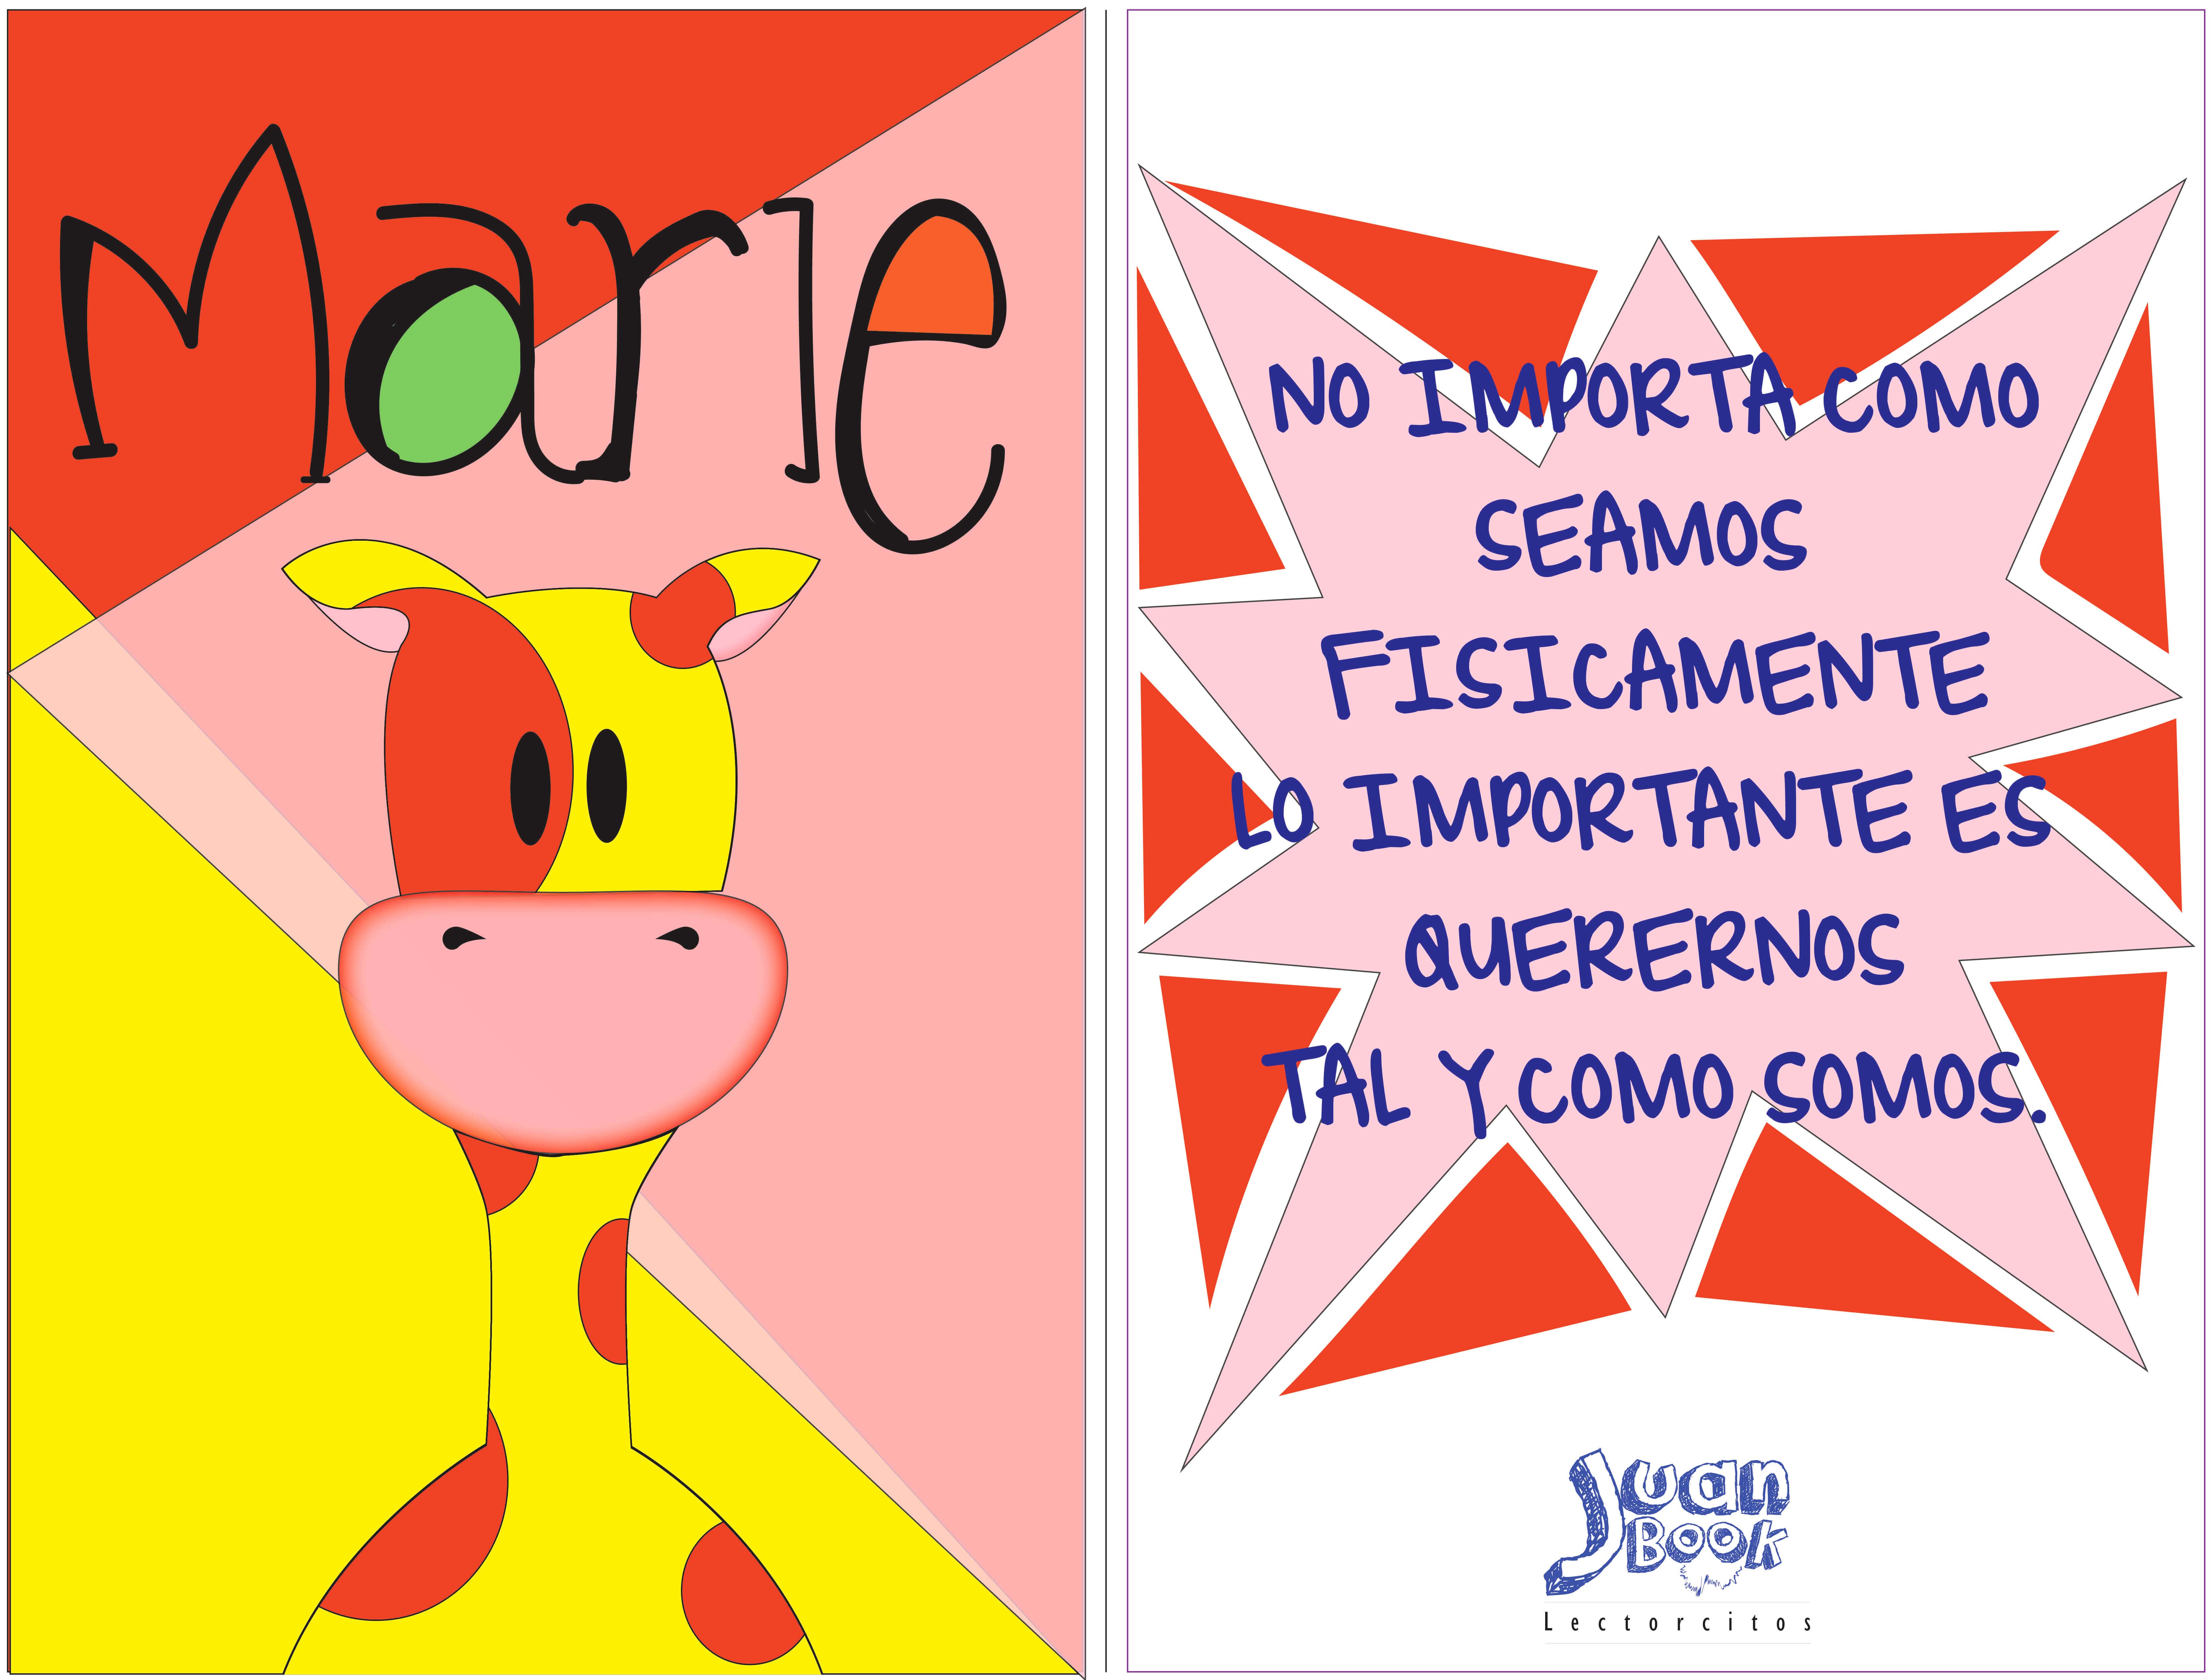 Marie
NO IMPORTA COMO
SEAMOS
FISICAMENTE
LO IMPORTANTE ES
QUERERNOS
TAL Y COMO SOMOS.
Juan
Book
Lectorcitos